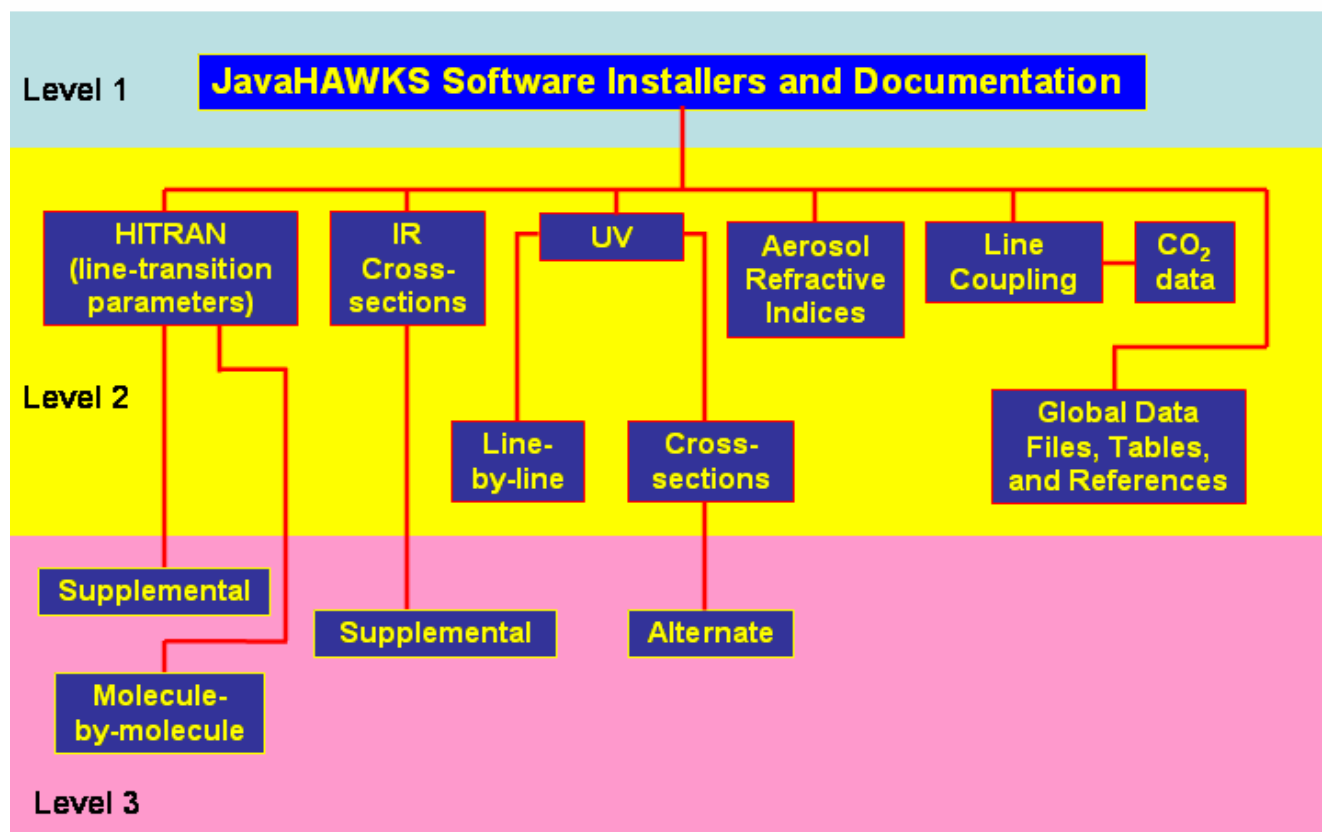 Level 1
JavaHAWKS Software Installers and Documentation
HITRAN
(line-transition
parameters)
IR
Cross-
sections
UV
Aerosol
Refractive
Indices
Line
Coupling
CO₂
data
Level 2
Line-
by-line
Cross-
sections
Global Data
Files, Tables,
and References
Supplemental
Supplemental
Alternate
Molecule-
by-molecule
Level 3